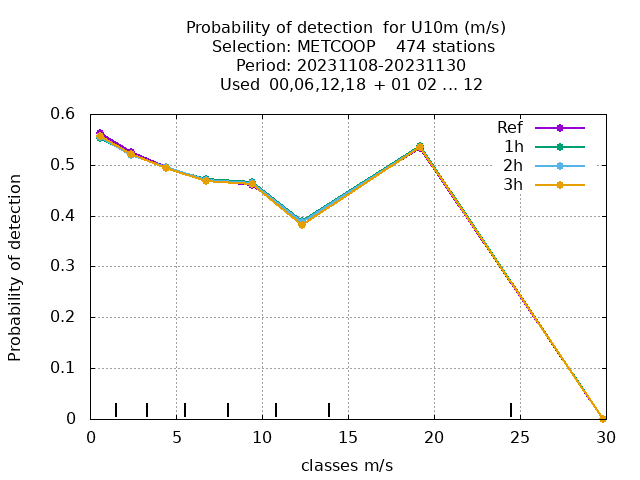 Probability of detection for U10m (m/s)
Selection: METCOOP 474 stations
Period: 20231108-20231130
Used 00,06,12,18 + 01 02 ... 12
Ref
1h
2h
3h
0.6
0.5
0.4
0.3
0.2
0.1
0
Probability of detection
0 5 10 15 20 25 30
classes m/s